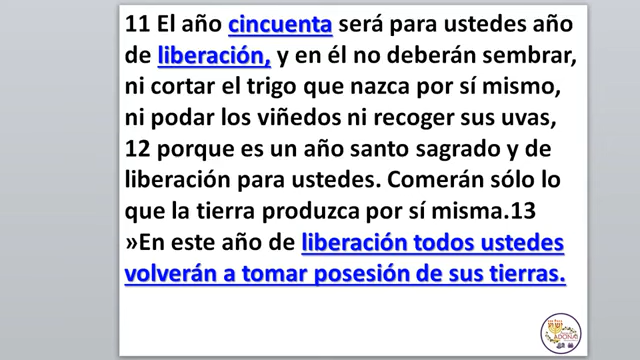 11 El año cincuenta será para ustedes año
de liberación, y en él no deberán sembrar,
ni cortar el trigo que nazca por sí mismo,
ni podar los viñedos ni recoger sus uvas,
12 porque es un año santo sagrado y de
liberación para ustedes. Comerán sólo lo
que la tierra produzca por sí misma.13
»En este año de liberación todos ustedes
volverán a tomar posesión de sus tierras.